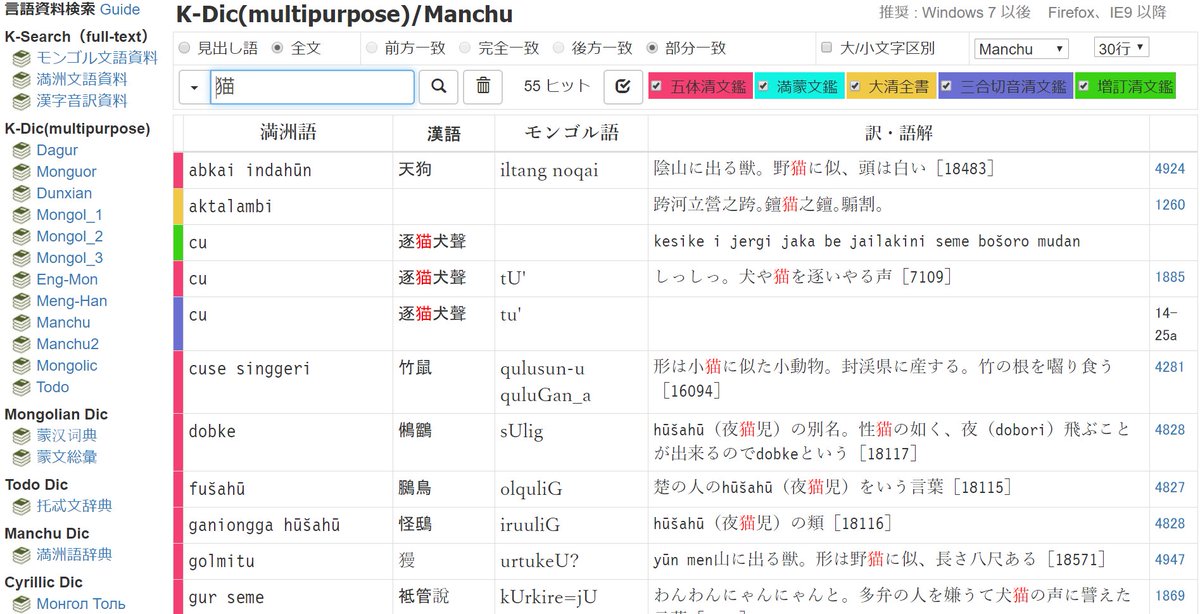 言語資料検索 Guide
K-Search（full-text）
モンゴル文語資料
満洲文語資料
漢字音訳資料
K-Dic(multipurpose)
Dagur
Monguor
Dunxian
Mongol_1
Mongol_2
Mongol_3
Eng-Mon
Meng-Han
Manchu
Manchu2
Mongolic
Todo
Mongolian Dic
蒙汉词典
蒙文総彙
Todo Dic
托忒文辞典
Manchu Dic
満洲語辞典
Cyrillic Dic
Монгол Толь
K-Dic(multipurpose)/Manchu
推奨 : Windows 7 以後 Firefox、IE9 以降
見出し語 全文 前方一致 完全一致 後方一致 部分一致 大/小文字区別 Manchu 30行
猫 55 ヒット 五体清文鑑 満蒙文鑑 大清全書 三合切音清文鑑 増訂清文鑑
満洲語 漢語 モンゴル語 訳・語解
abkai indahūn 天狗 iltang noqai 陰山に出る獣。野猫に似、頭は白い［18483］ 4924
aktalambi 跨河立營之跨。鐘猫之鐘。騸割。 1260
cu 逐猫犬聲 kesike i jergi jaka be jailakini seme bošoro mudan
cu 逐猫犬聲 tU' しっしっ。犬や猫を逐いやる声［7109］ 1885
cu 逐猫犬聲 tu' 14-
25a
cuse singgeri 竹鼠 qulusun-u
quluGan_a
形は小猫に似た小動物。封渓県に産する。竹の根を囓り食う
［16094］
4281
dobke 鵂鶹 sUlig hūšahū（夜猫児）の別名。性猫の如く、夜（dobori）飛ぶこと
が出来るのでdobkeという［18117］
4828
fušahū 鵩鳥 olquliG 楚の人のhūšahū（夜猫児）をいう言葉［18115］ 4827
ganiongga hūšahū 怪鴟 iruuliG hūšahū（夜猫児）の類［18116］ 4828
golmitu 獌 urtukeU? yūn men山に出る獣。形は野猫に似、長さ八尺ある［18571］ 4947
gur seme 祗管說 kUrkire=jU わんわんにゃんにゃんと。多弁の人を嫌うて犬猫の声に譬えた 1869